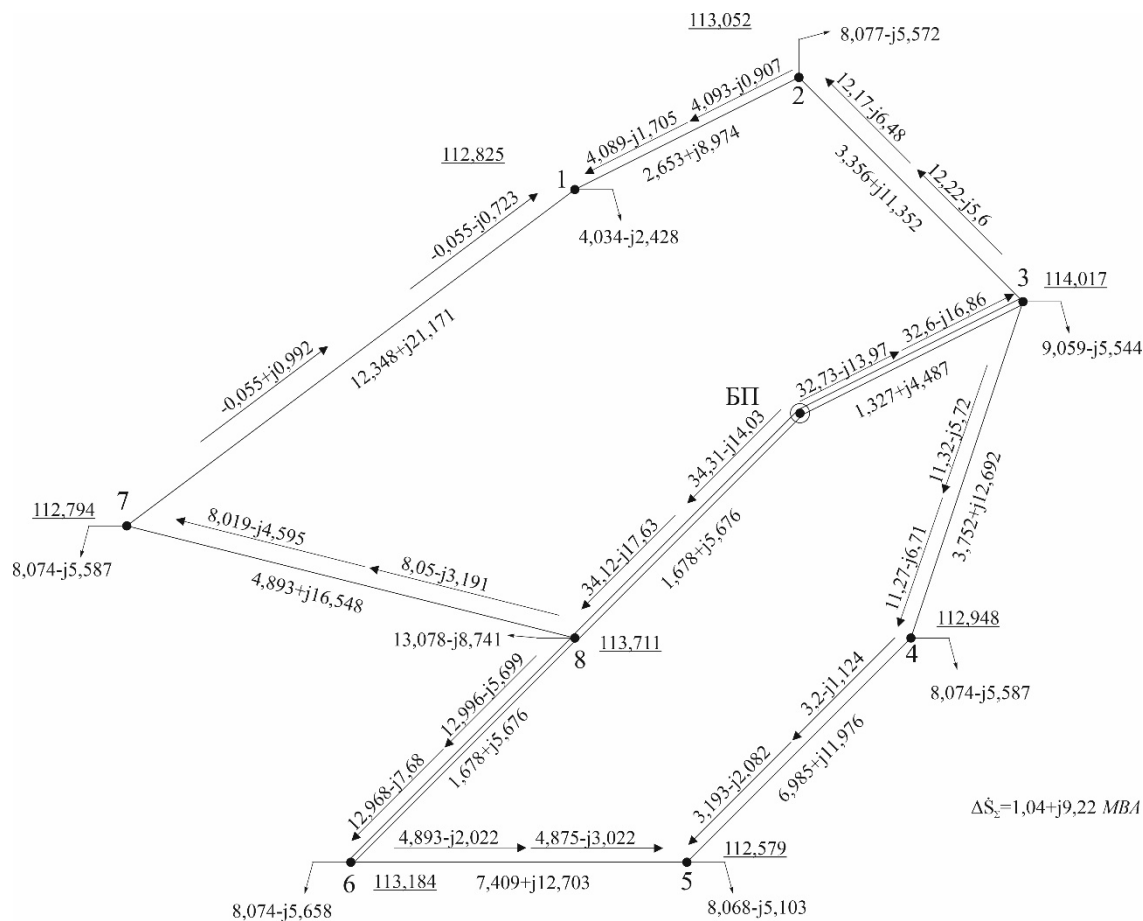 113,052
8,077-j5,572
2
4,093-j0,907
4,089-j1,705
2,653+j8,974
12,17-j6,48
12,22-j5,6
3,356+j11,352
112,825
1
4,034-j2,428
-0,055-j0,723
-0,055+j0,992
12,348+j21,171
3
114,017
9,059-j5,544
32,73-j13,97
32,6-j16,86
1,327+j4,487
БП
34,31-j14,03
34,12-j17,63
1,678+j5,676
11,32-j5,72
11,27-j6,71
3,752+j12,692
7
112,794
8,074-j5,587
8,019-j4,595
8,05-j3,191
4,893+j16,548
13,078-j8,741
8
113,711
112,948
4
8,074-j5,587
12,996-j5,699
12,968-j7,68
1,678+j5,676
3,2-j1,124
3,193-j2,082
6,985+j11,976
ΔṠΣ=1,04+j9,22 МВА
4,893-j2,022
4,875-j3,022
112,579
6
113,184
7,409+j12,703
5
8,074-j5,658
8,068-j5,103